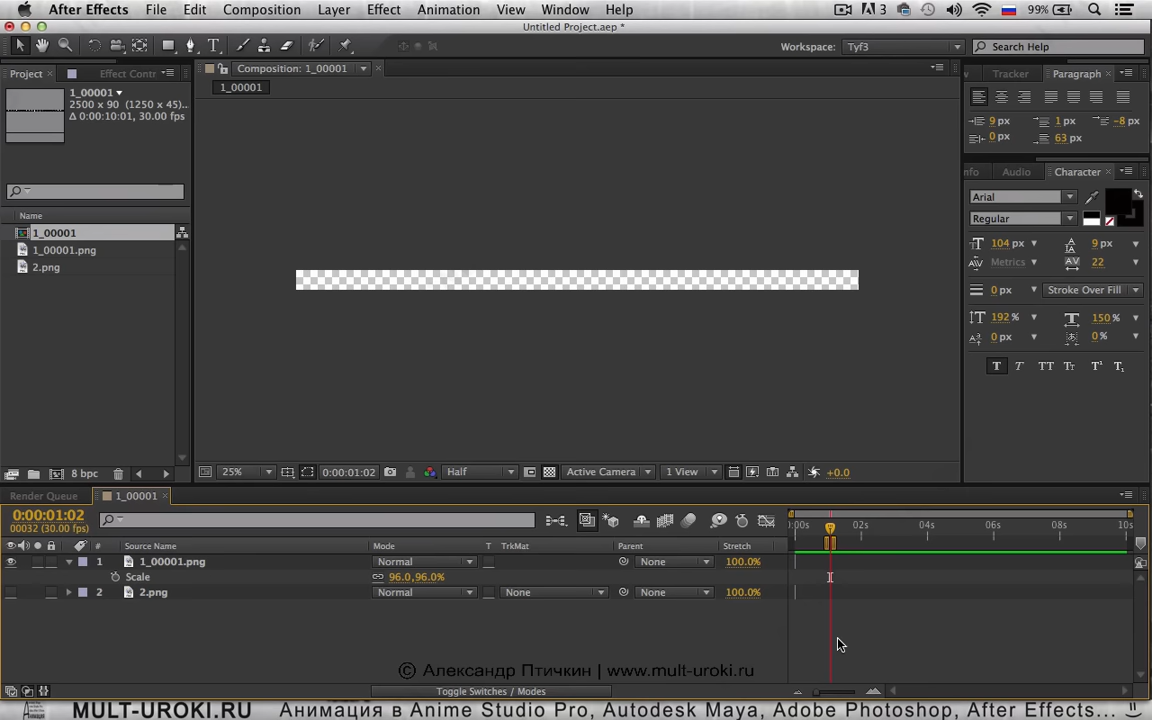 After Effects File Edit Composition Layer Effect Animation View Window Help 3 99%
Untitled Project.aep *
Workspace: Tyf3 Search Help
Project Effect Contr Composition: 1_00001 Tracker Paragraph
1_00001
1_00001
2500 x 90 (1250 x 45)...
Δ 0:00:10:01, 30.00 fps
9 px 1 px -8 px
0 px 63 px
nfo Audio Character
Arial
Regular
Name
1_00001
1_00001.png
2.png
104 px 9 px
Metrics 22
0 px Stroke Over Fill
192 % 150 %
0 px 0 %
T T TT Tт T¹ T₁
8 bpc 25% 0:00:01:02 Half Active Camera 1 View +0.0
Render Queue 1_00001
0:00:01:02
00032 (30.00 fps)
:00s 02s 04s 06s 08s 10s
# Source Name Mode T TrkMat Parent Stretch
1 1_00001.png Normal None 100.0%
Scale 96.0,96.0%
2 2.png Normal None None 100.0%
© Александр Птичкин | www.mult-uroki.ru
Toggle Switches / Modes
MULT-UROKI.RU Анимация в Anime Studio Pro, Autodesk Maya, Adobe Photoshop, After Effects...